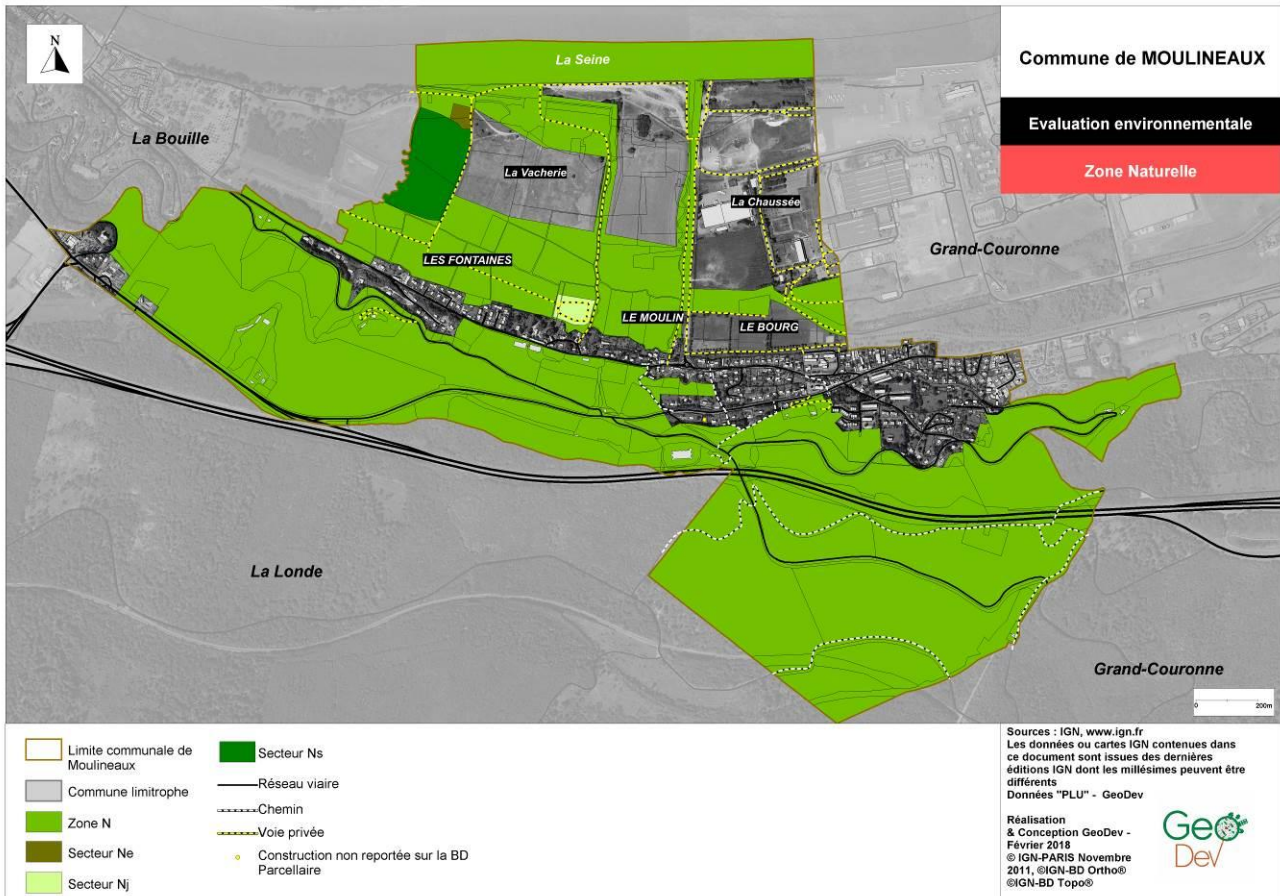 N
La Seine
Commune de MOULINEAUX
Evaluation environnementale
La Bouille
Zone Naturelle
La Vacherie
La Chaussée
Grand-Couronne
LES FONTAINES
LE MOULIN
LE BOURG
La Londe
Grand-Couronne
0 200m
Limite communale de
Moulineaux
Commune limitrophe
Zone N
Secteur Ne
Secteur Nj
Secteur Ns
Réseau viaire
Chemin
Voie privée
Construction non reportée sur la BD
Parcellaire
Sources : IGN, www.ign.fr
Les données ou cartes IGN contenues dans
ce document sont issues des dernières
éditions IGN dont les millésimes peuvent être
différents
Données "PLU" - GeoDev
Réalisation
& Conception GeoDev -
Février 2018
© IGN-PARIS Novembre
2011, ©IGN-BD Ortho®
©IGN-BD Topo®
Geo
Dev